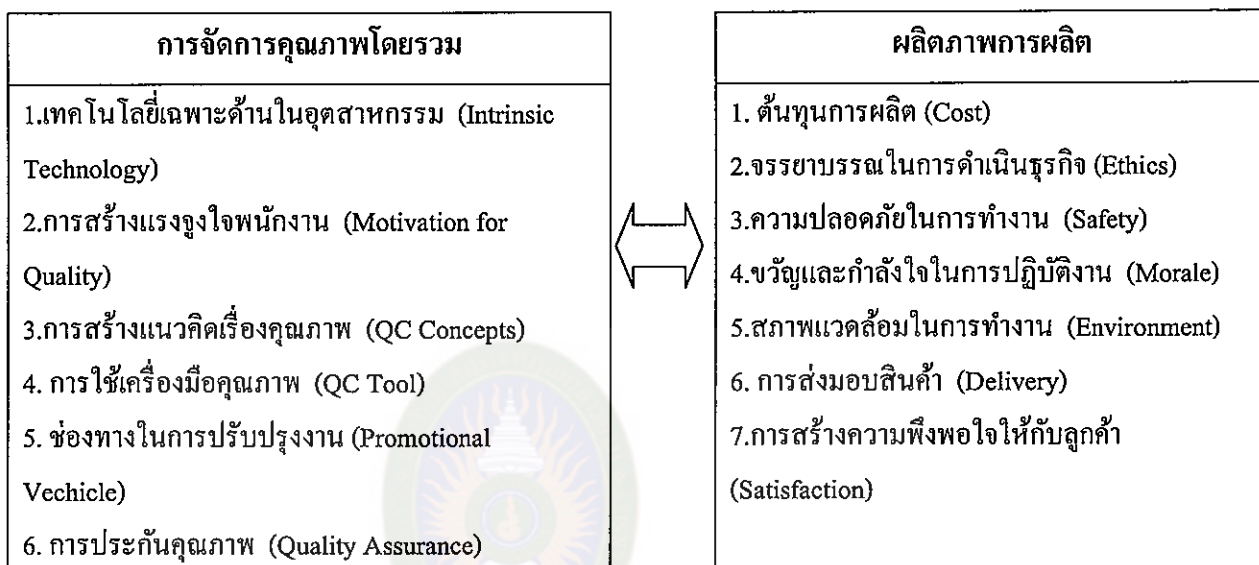 การจัดการคุณภาพโดยรวม
1.เทคโนโลยี่เฉพาะด้านในอุตสาหกรรม (Intrinsic
Technology)
2.การสร้างแรงจูงใจพนักงาน (Motivation for
Quality)
3.การสร้างแนวคิดเรื่องคุณภาพ (QC Concepts)
4. การใช้เครื่องมือคุณภาพ (QC Tool)
5. ช่องทางในการปรับปรุงงาน (Promotional
Vechicle)
6. การประกันคุณภาพ (Quality Assurance)
ผลิตภาพการผลิต
1. ต้นทุนการผลิต (Cost)
2.จรรยาบรรณในการดำเนินธุรกิจ (Ethics)
3.ความปลอดภัยในการทำงาน (Safety)
4.ขวัญและกำลังใจในการปฏิบัติงาน (Morale)
5.สภาพแวดล้อมในการทำงาน (Environment)
6. การส่งมอบสินค้า (Delivery)
7.การสร้างความพึงพอใจให้กับลูกค้า
(Satisfaction)